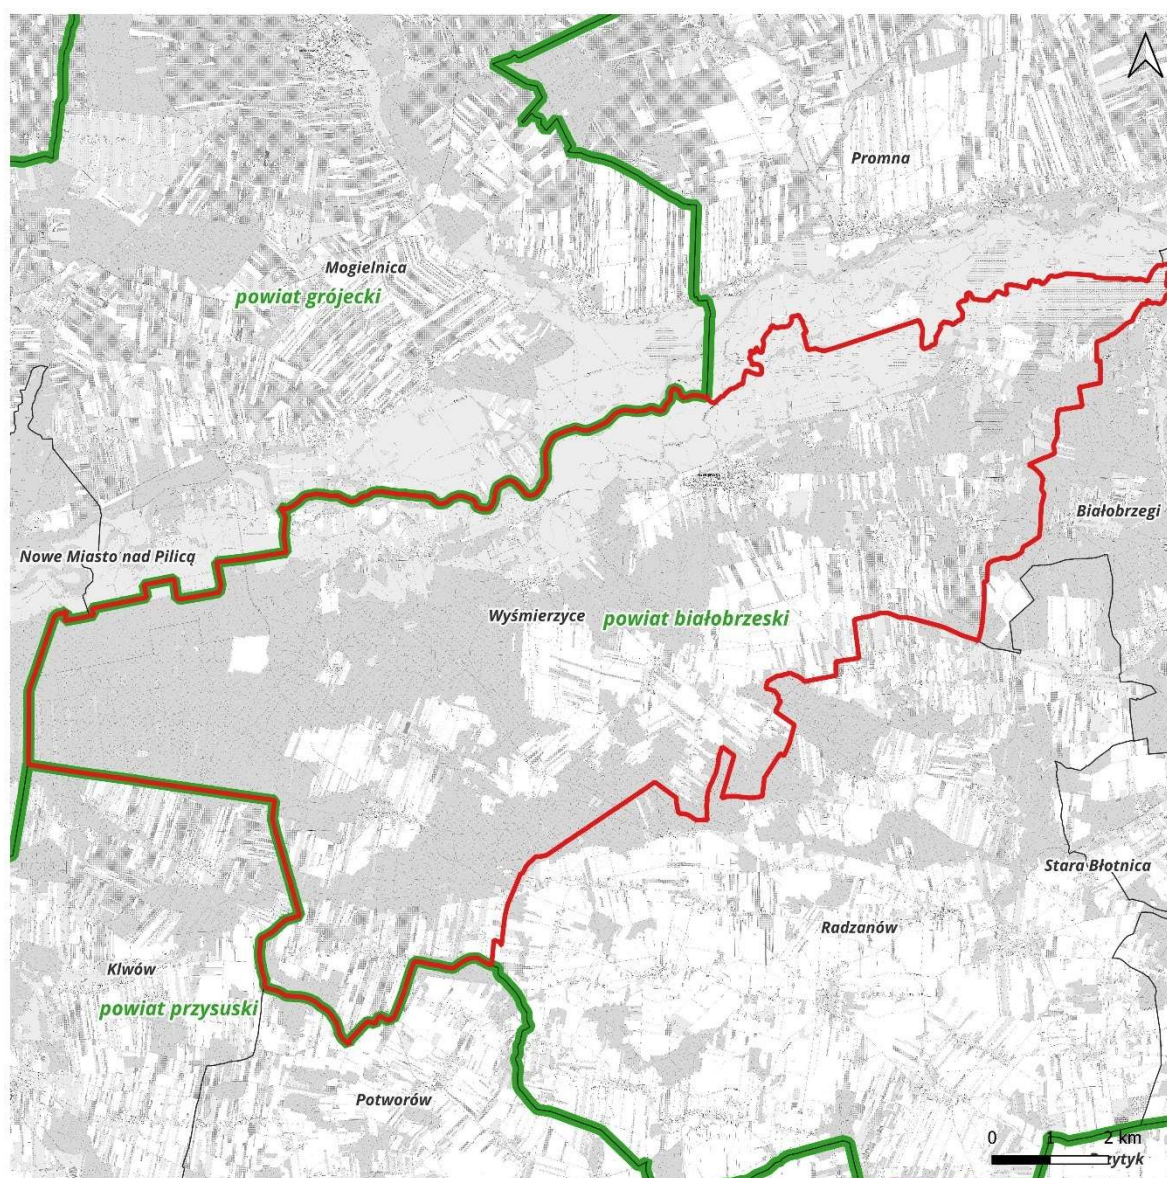 Promna
Mogielnica
powiat grójecki
Białobrzegi
Nowe Miasto nad Pilicą
Wyśmierzyce
powiat białobrzeski
Stara Błotnica
Radzanów
Klwów
powiat przysuski
Potworów
0 1 2 km